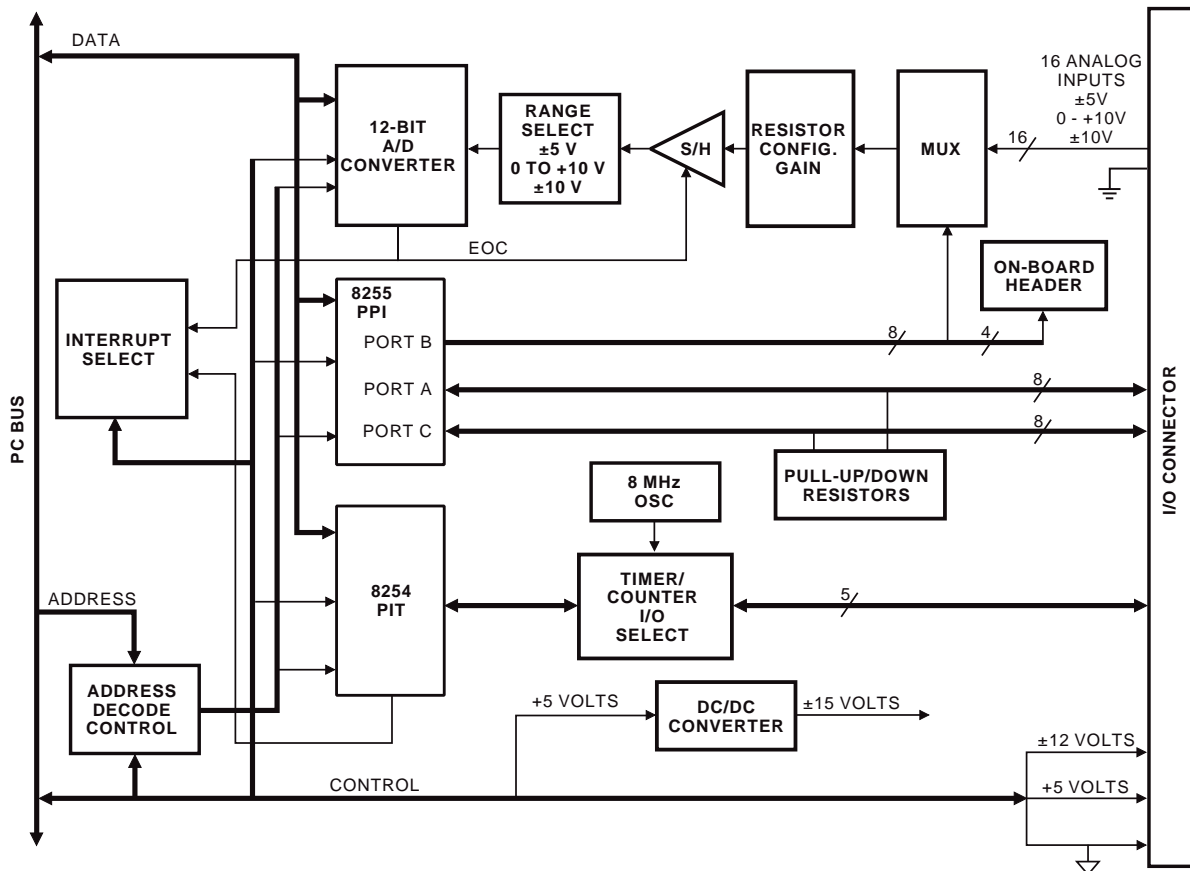 DATA
12-BIT
A/D
CONVERTER
RANGE
SELECT
±5 V
0 TO +10 V
±10 V
S/H
RESISTOR
CONFIG.
GAIN
MUX
16 ANALOG
INPUTS
±5V
0 - +10V
±10V
16
EOC
ON-BOARD
HEADER
INTERRUPT
SELECT
8255
PPI
PORT B
8
4
PORT A
8
PORT C
8
PULL-UP/DOWN
RESISTORS
8 MHz
OSC
PC BUS
I/O CONNECTOR
8254
PIT
TIMER/
COUNTER
I/O
SELECT
5
ADDRESS
ADDRESS
DECODE
CONTROL
+5 VOLTS
DC/DC
CONVERTER
±15 VOLTS
CONTROL
±12 VOLTS
+5 VOLTS